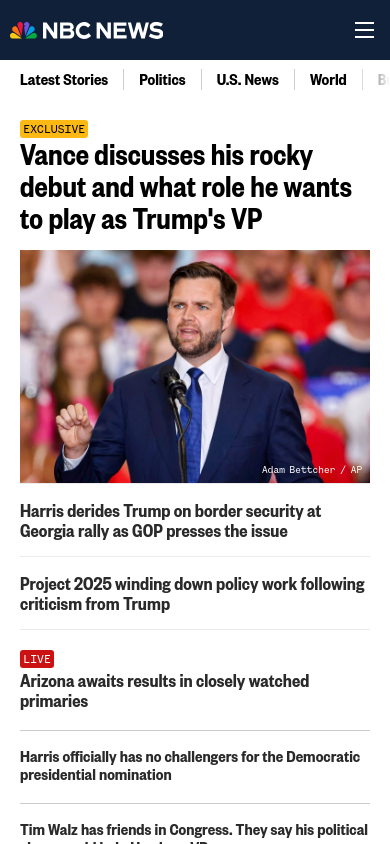 NBC NEWS
Latest Stories
Politics
U.S. News
World
EXCLUSIVE
Vance discusses his rocky
debut and what role he wants
to play as Trump's VP
Adam Bettcher / AP
Harris derides Trump on border security at
Georgia rally as GOP presses the issue
Project 2025 winding down policy work following
criticism from Trump
LIVE
Arizona awaits results in closely watched
primaries
Harris officially has no challengers for the Democratic
presidential nomination
Tim Walz has friends in Congress. They say his political